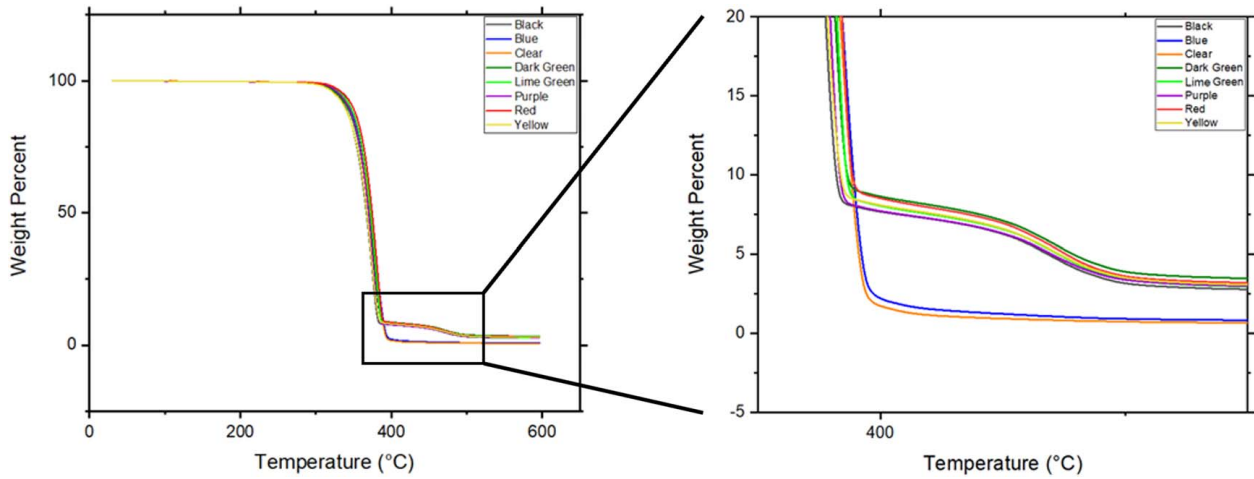 Black
Blue
Clear
Dark Green
Lime Green
Purple
Red
Yellow
100
50
0
Weight Percent
0 200 400 600
Temperature (°C)
20
15
10
5
0
-5
Weight Percent
Black
Blue
Clear
Dark Green
Lime Green
Purple
Red
Yellow
400
Temperature (°C)